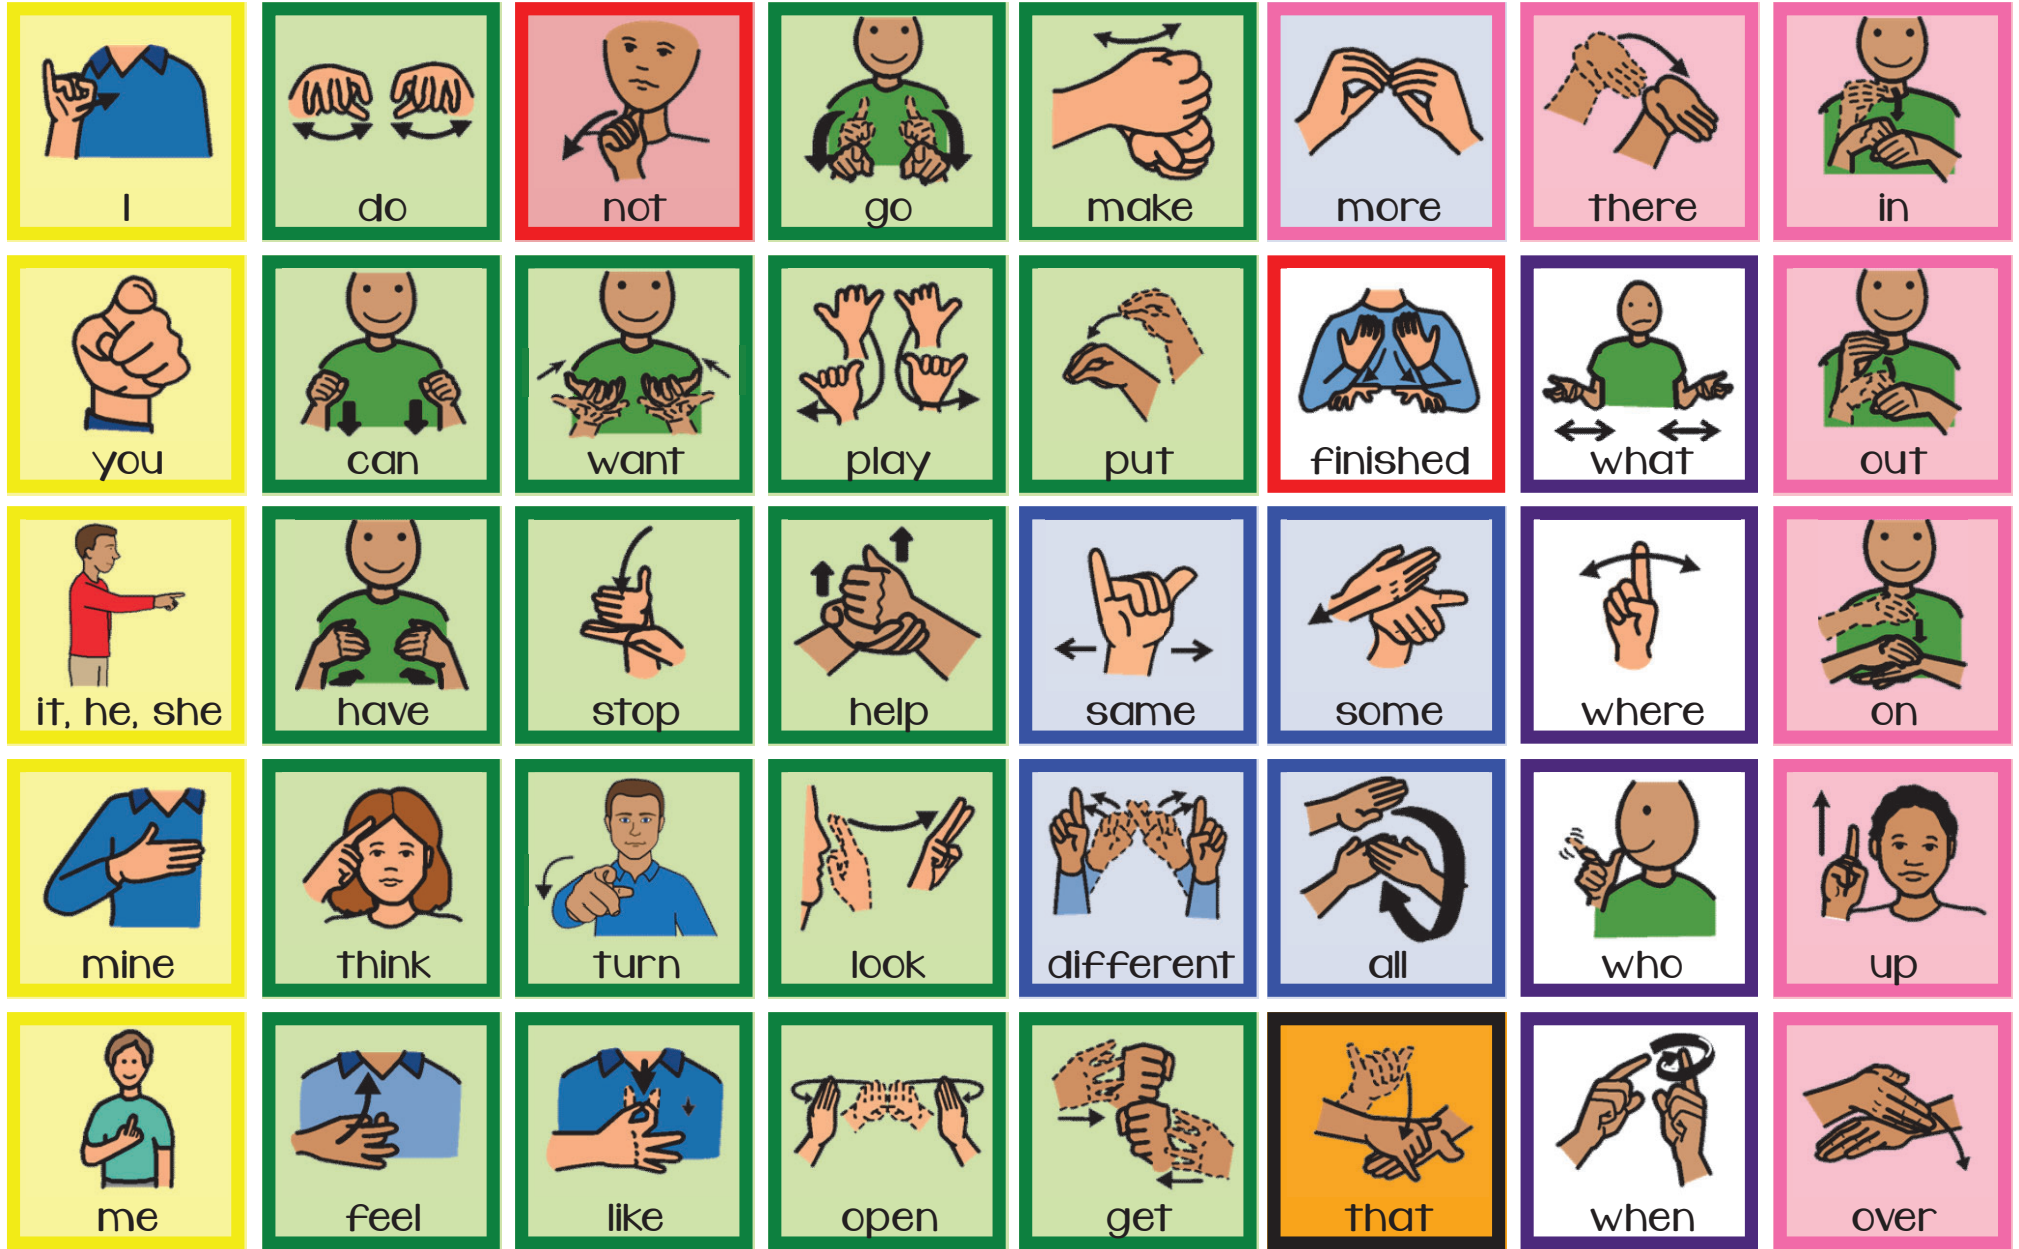 I
do
not
go
make
more
there
in
you
can
want
play
put
finished
what
out
it, he, she
have
stop
help
same
some
where
on
mine
think
turn
look
different
all
who
up
me
feel
like
open
get
that
when
over